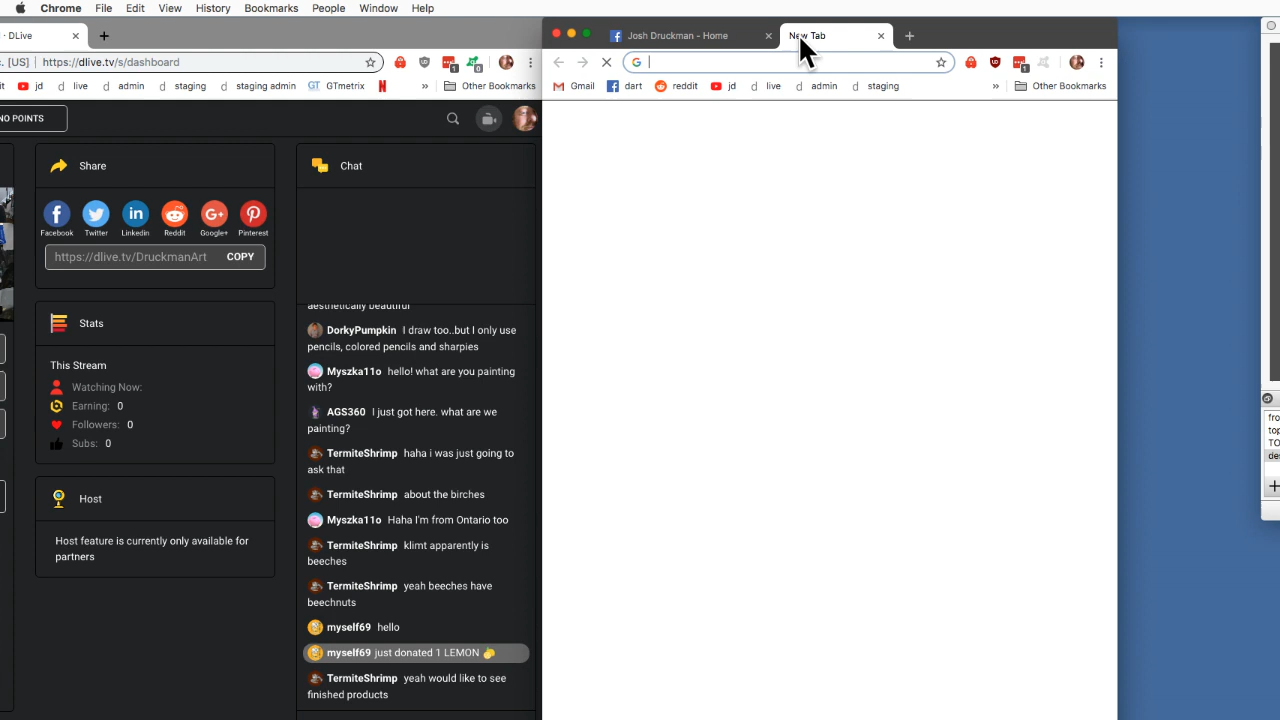 Chrome File Edit View History Bookmarks People Window Help
· DLive
Josh Druckman - Home
New Tab
. [US] https://dlive.tv/s/dashboard
it jd live admin staging staging admin GT GTmetrix » Other Bookmarks
Gmail dart reddit jd live admin staging » Other Bookmarks
NO POINTS
Share
Facebook Twitter Linkedin Reddit Google+ Pinterest
https://dlive.tv/DruckmanArt COPY
Stats
This Stream
Watching Now:
Earning: 0
Followers: 0
Subs: 0
Host
Host feature is currently only available for
partners
Chat
aesthetically beautiful
DorkyPumpkin I draw too..but I only use
pencils, colored pencils and sharpies
Myszka11o hello! what are you painting
with?
AGS360 I just got here. what are we
painting?
TermiteShrimp haha i was just going to
ask that
TermiteShrimp about the birches
Myszka11o Haha I'm from Ontario too
TermiteShrimp klimt apparently is
beeches
TermiteShrimp yeah beeches have
beechnuts
myself69 hello
myself69 just donated 1 LEMON
TermiteShrimp yeah would like to see
finished products
fro
top
TO
des